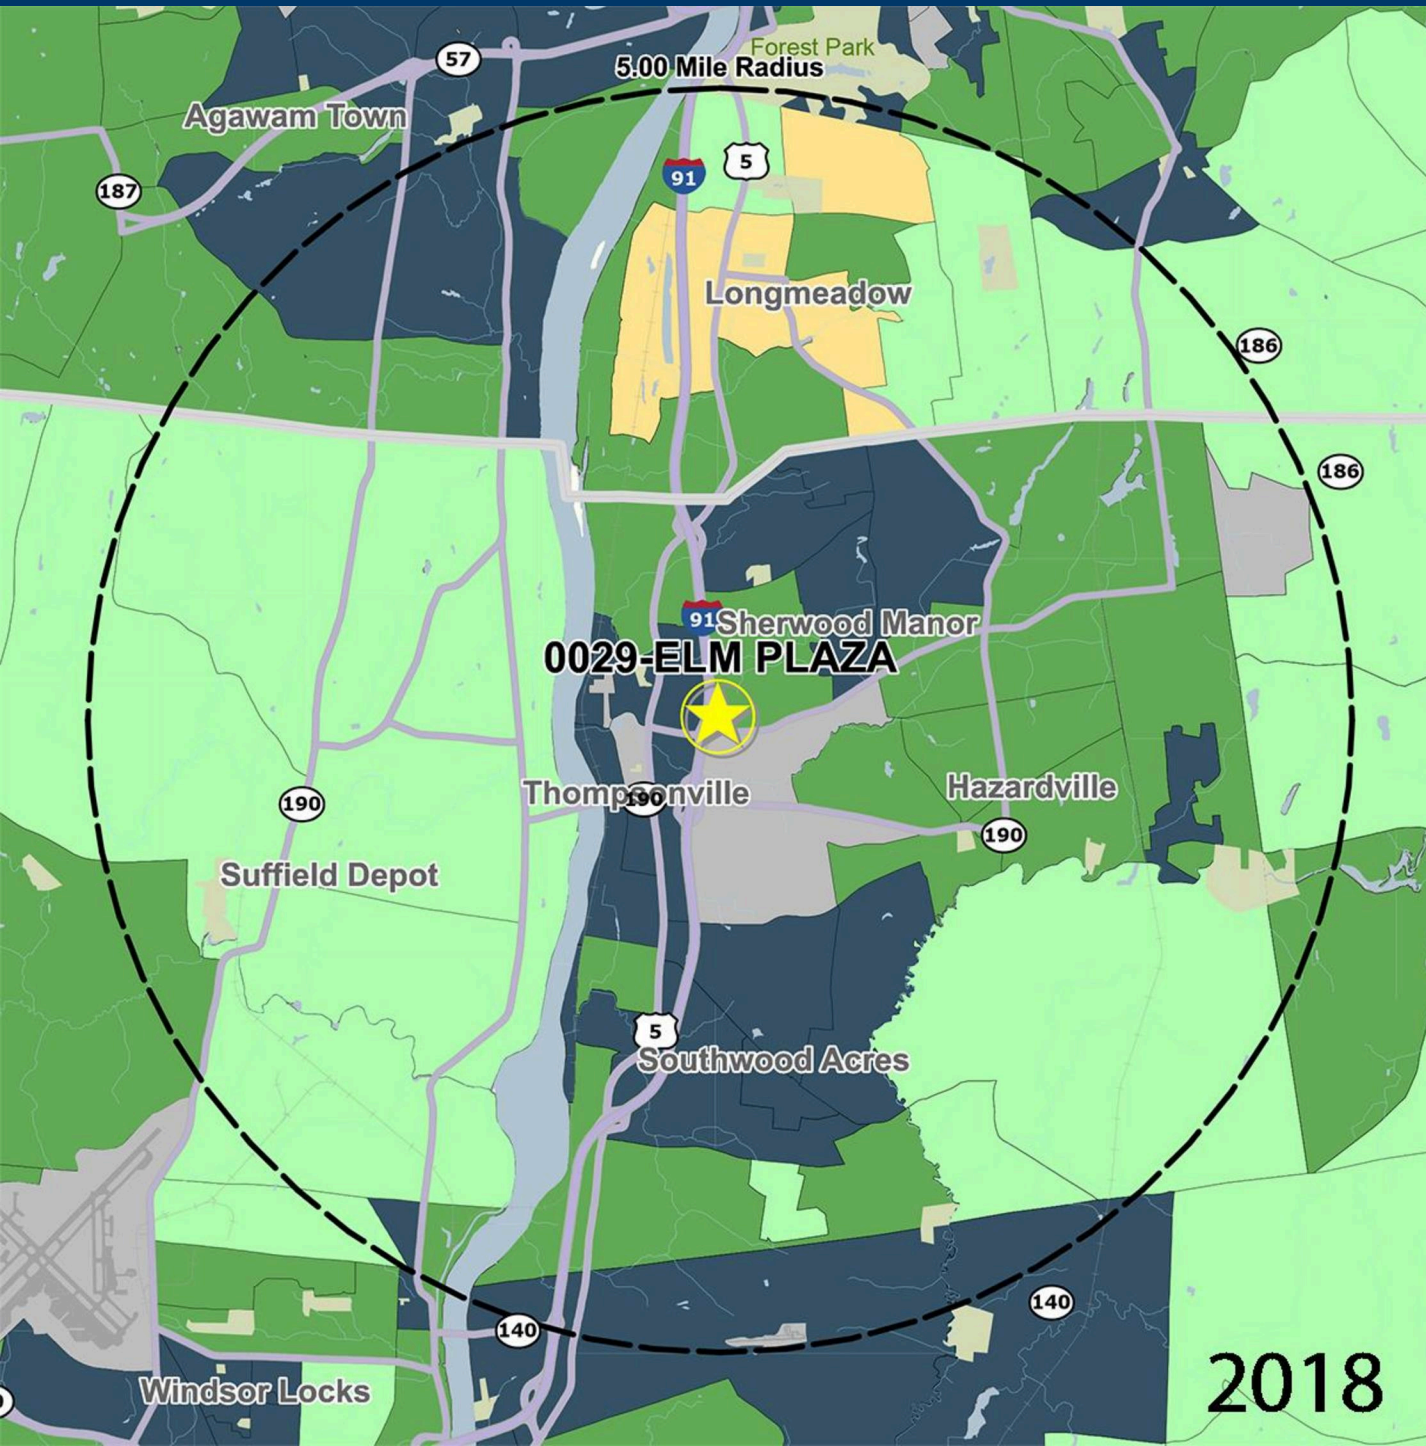 Forest Park
57
5.00 Mile Radius
Agawam Town
5
91
187
Longmeadow
186
186
91
Sherwood Manor
0029-ELM PLAZA
Thompsonville
190
Hazardville
190
190
Suffield Depot
5
Southwood Acres
140
140
Windsor Locks
2018